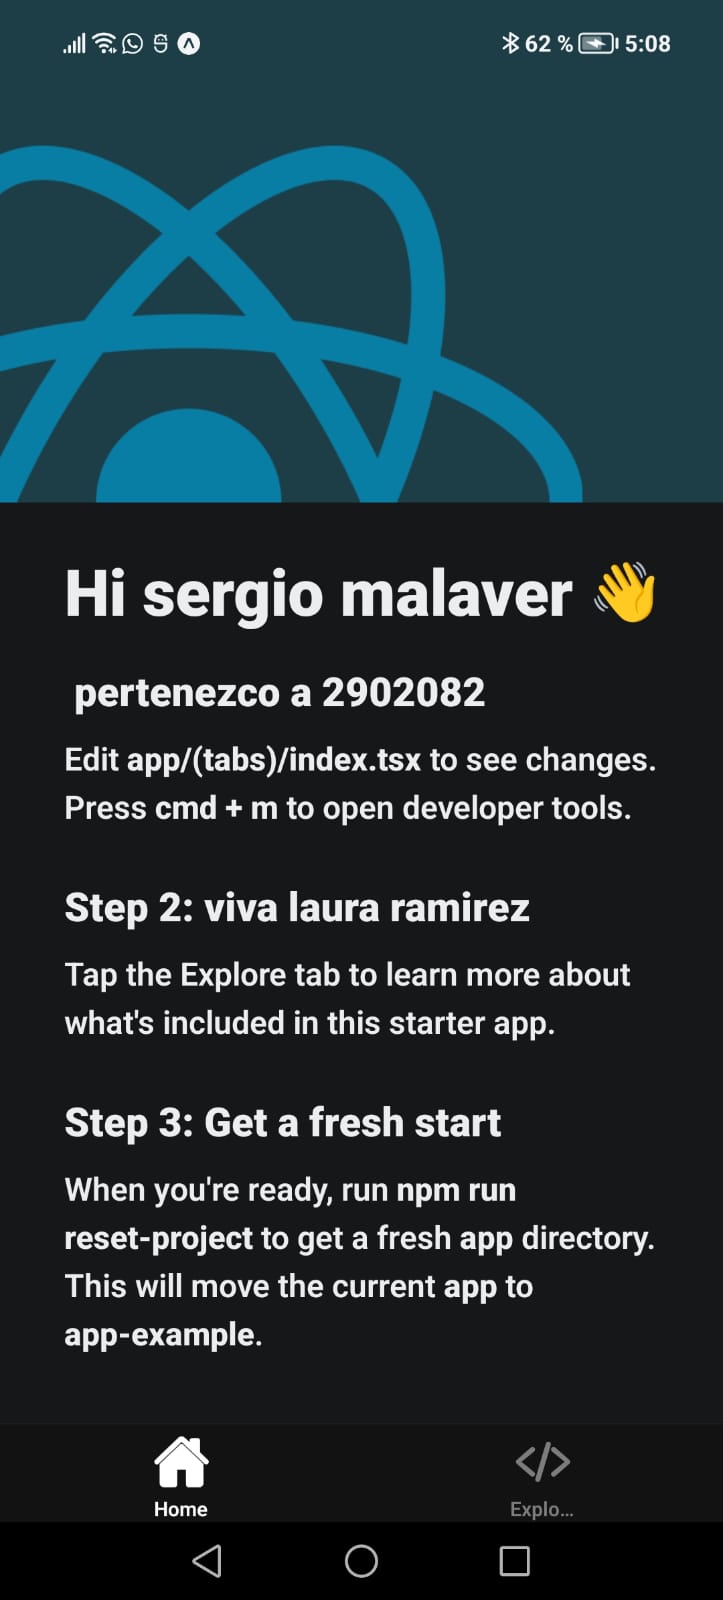 62 % 5:08
Hi sergio malaver 👋
pertenezco a 2902082
Edit app/(tabs)/index.tsx to see changes.
Press cmd + m to open developer tools.
Step 2: viva laura ramirez
Tap the Explore tab to learn more about
what's included in this starter app.
Step 3: Get a fresh start
When you're ready, run npm run
reset-project to get a fresh app directory.
This will move the current app to
app-example.
Home
Explo...